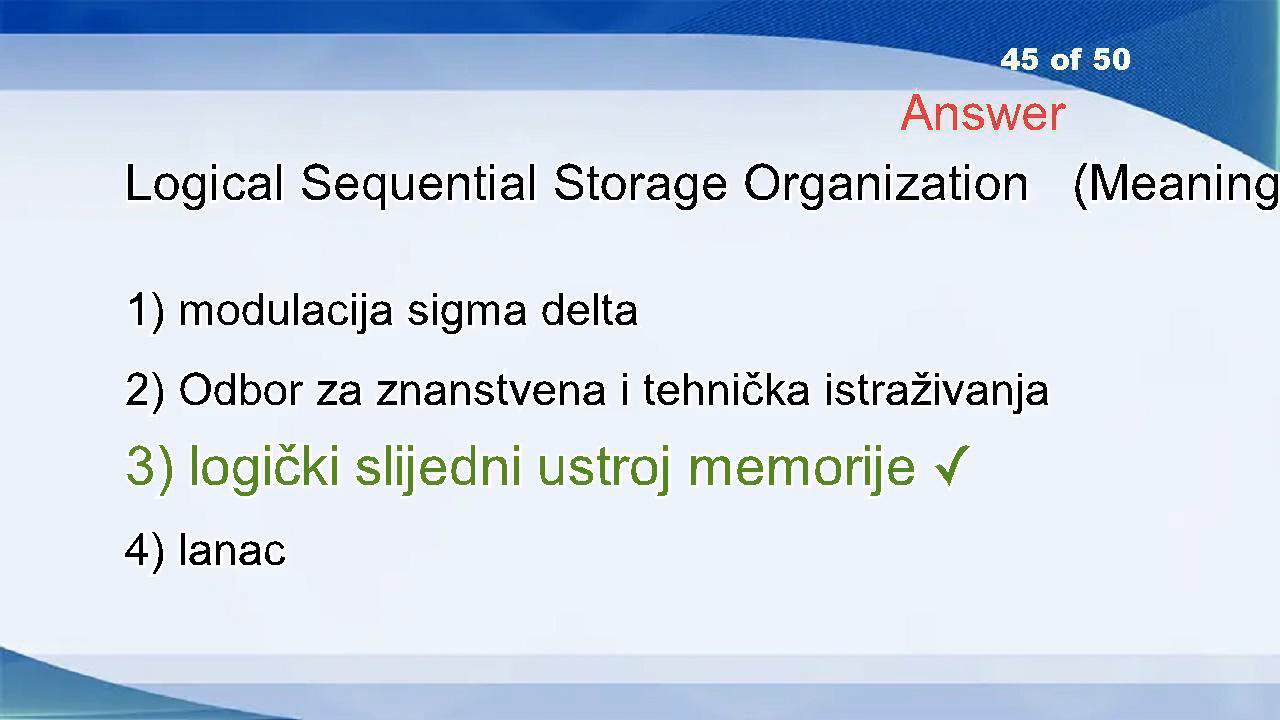 45 of 50
Answer
Logical Sequential Storage Organization (Meaning
1) modulacija sigma delta
2) Odbor za znanstvena i tehnička istraživanja
3) logički slijedni ustroj memorije ✓
4) lanac